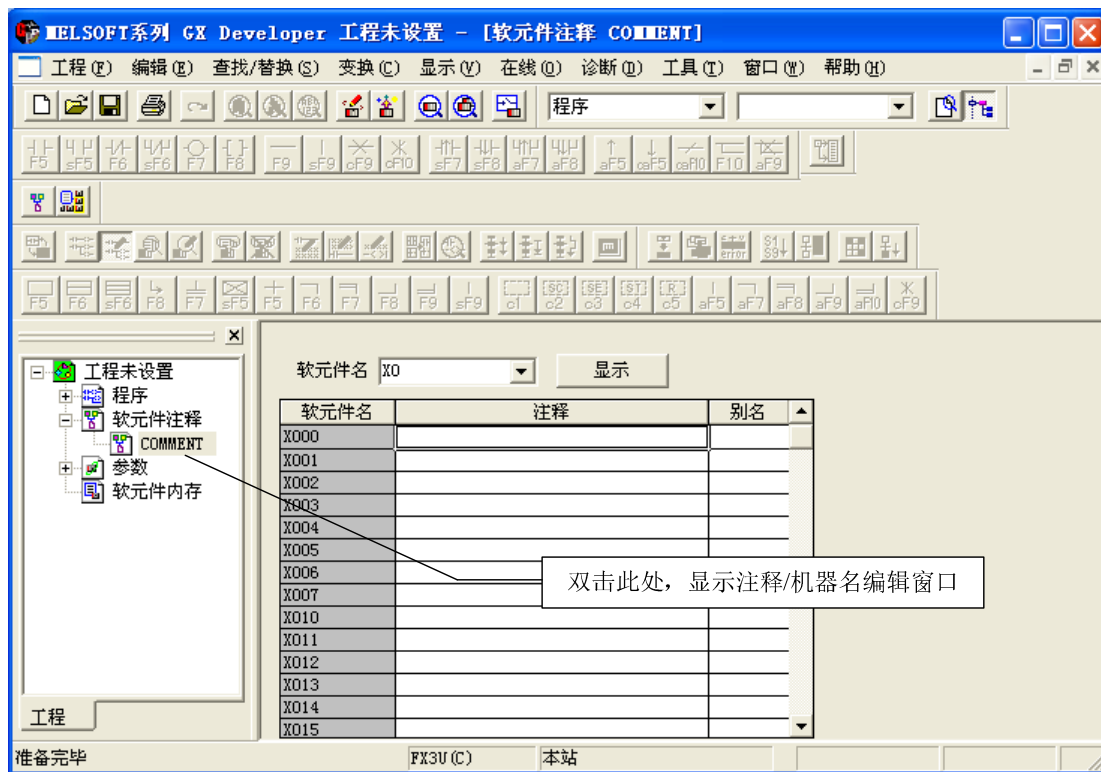 MELSOFT系列 GX Developer 工程未设置 - [软元件注释 COMMENT]
工程(F) 编辑(E) 查找/替换(S) 变换(C) 显示(V) 在线(O) 诊断(D) 工具(T) 窗口(W) 帮助(H)
程序
F5 sF5 F6 sF6 F7 F8 F9 sF9 cF9 cF10 sF7 sF8 aF7 aF8 aF5 caF5 caF10 F10 aF9
F5 F6 sF6 F8 F7 sF5 F5 F6 F7 F8 F9 sF9 c1 c2 c3 c4 c5 aF5 aF7 aF8 aF9 aF10 cF9
工程未设置
程序
软元件注释
COMMENT
参数
软元件内存
工程
软元件名 X0 显示
软元件名 注释 别名
X000
X001
X002
X003
X004
X005
X006
X007
X010
X011
X012
X013
X014
X015
双击此处，显示注释/机器名编辑窗口
准备完毕 FX3U(C) 本站